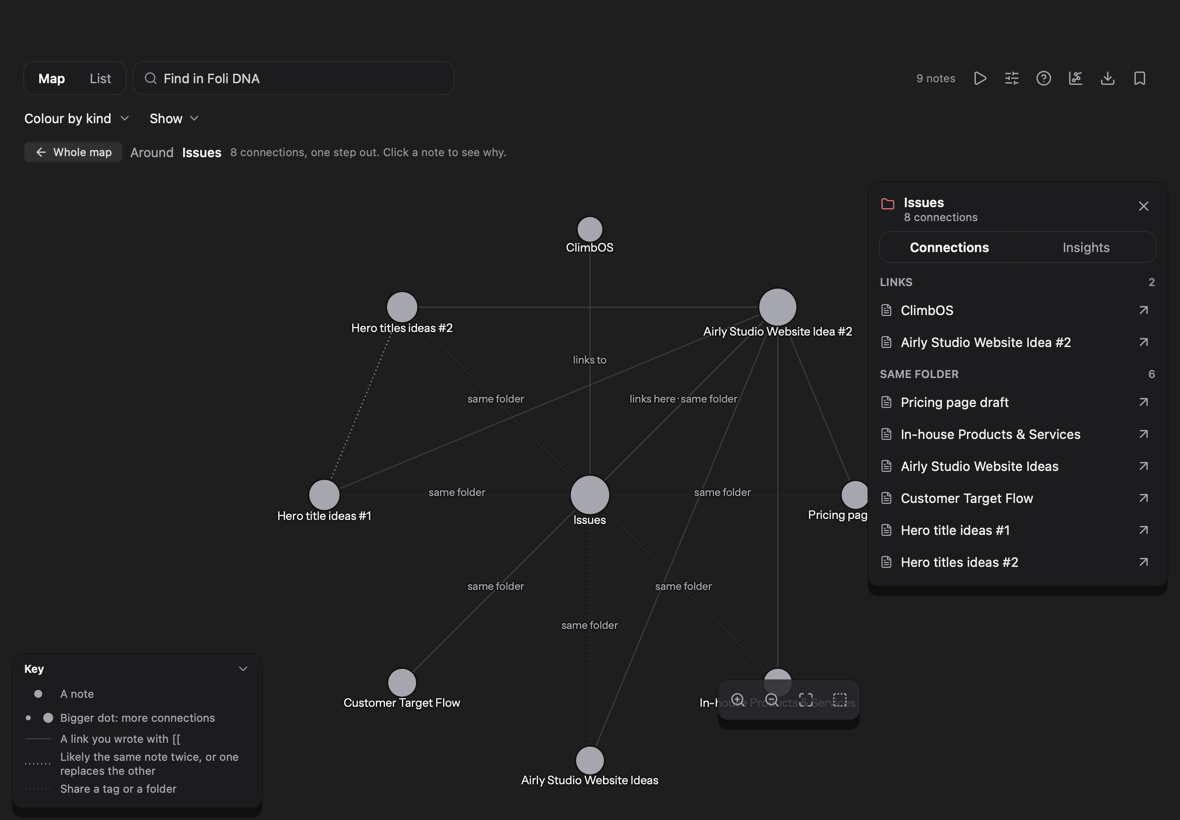 Map
List
Find in Foli DNA
9 notes
Colour by kind
Show
Whole map
Around Issues 8 connections, one step out. Click a note to see why.
Issues
8 connections
Connections
Insights
LINKS 2
ClimbOS
Airly Studio Website Idea #2
SAME FOLDER 6
Pricing page draft
In-house Products & Services
Airly Studio Website Ideas
Customer Target Flow
Hero title ideas #1
Hero titles ideas #2
ClimbOS
Hero titles ideas #2
Airly Studio Website Idea #2
links to
same folder
links here · same folder
same folder
same folder
Hero title ideas #1
Issues
Pricing pag
same folder
same folder
same folder
Customer Target Flow
In-house Products & Services
Airly Studio Website Ideas
Key
A note
Bigger dot: more connections
A link you wrote with [[
Likely the same note twice, or one
replaces the other
Share a tag or a folder